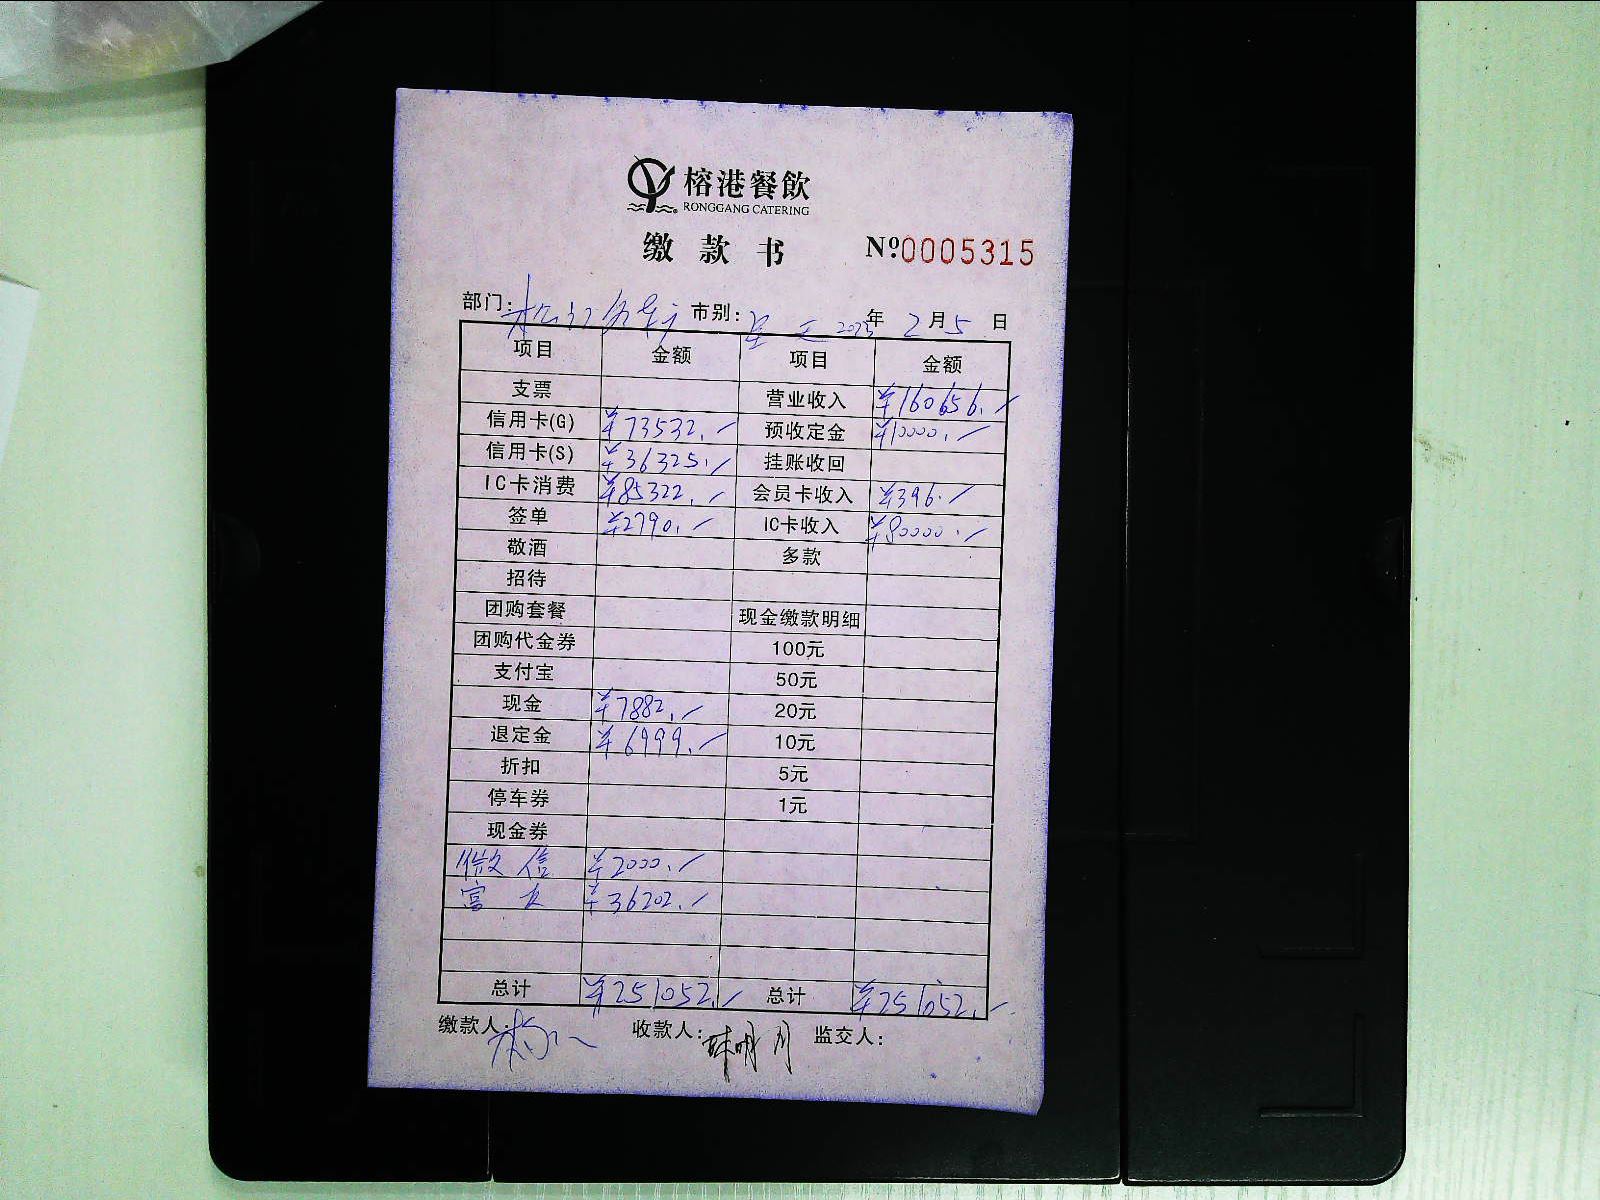 榕港餐飲
RONGGANG CATERING
缴款书 №0005315
部门: 市别: 2025年2月5日
项目 金额 项目 金额
支票 营业收入 ¥160656.
信用卡(G) ¥73532. 预收定金 ¥10000.
信用卡(S) ¥36325. 挂账收回
IC卡消费 ¥85322. 会员卡收入 ¥396.
签单 ¥2790. IC卡收入 ¥80000.
敬酒 多款
招待
团购套餐 现金缴款明细
团购代金券 100元
支付宝 50元
现金 ¥7882. 20元
退定金 ¥6999. 10元
折扣 5元
停车券 1元
现金券
微信 ¥2000.
¥36202.
总计 ¥251052. 总计 ¥251052.
缴款人: 收款人: 明月 监交人: